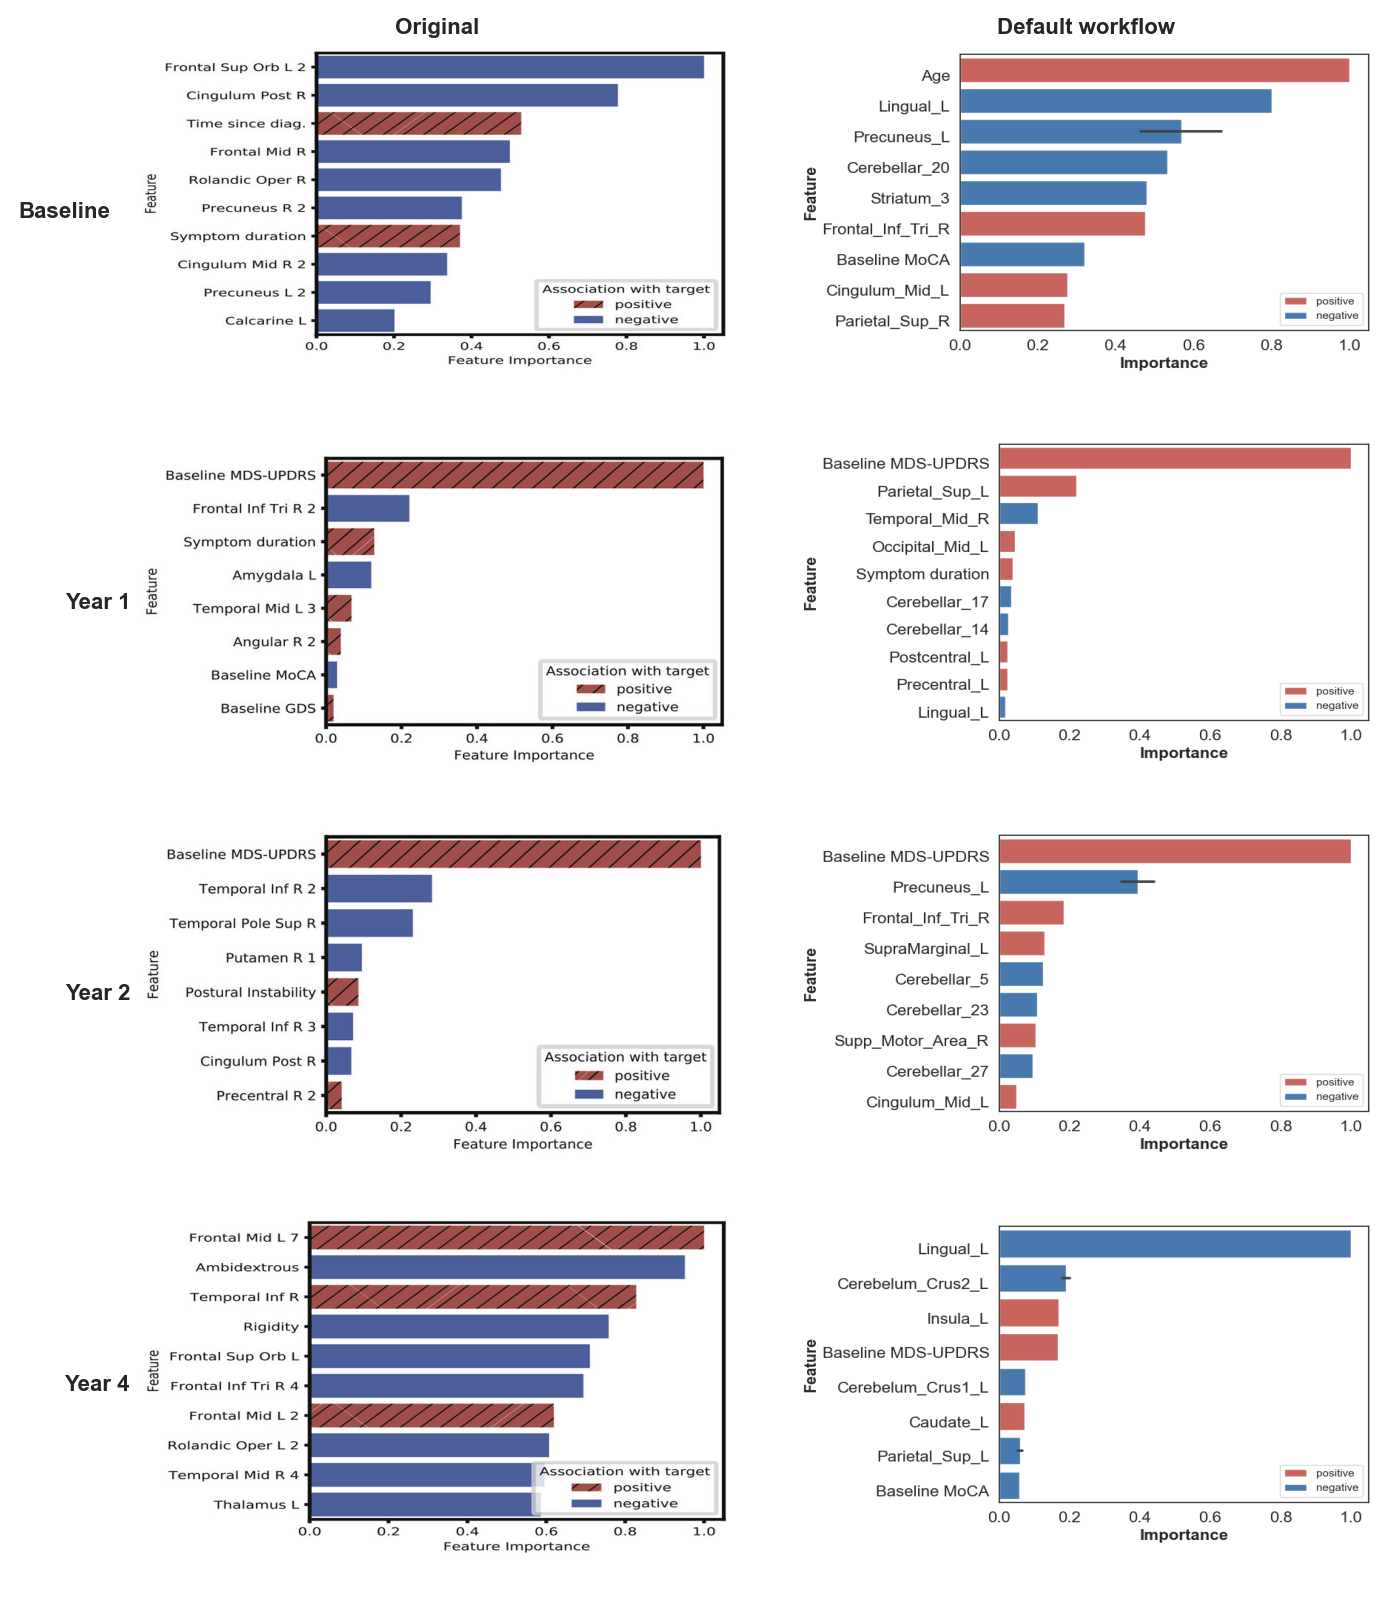 Original
Default workflow
Baseline
Feature
Frontal Sup Orb L 2
Cingulum Post R
Time since diag.
Frontal Mid R
Rolandic Oper R
Precuneus R 2
Symptom duration
Cingulum Mid R 2
Precuneus L 2
Calcarine L
Association with target
positive
negative
0.0 0.2 0.4 0.6 0.8 1.0
Feature Importance
Feature
Age
Lingual_L
Precuneus_L
Cerebellar_20
Striatum_3
Frontal_Inf_Tri_R
Baseline MoCA
Cingulum_Mid_L
Parietal_Sup_R
positive
negative
0.0 0.2 0.4 0.6 0.8 1.0
Importance
Year 1
Feature
Baseline MDS-UPDRS
Frontal Inf Tri R 2
Symptom duration
Amygdala L
Temporal Mid L 3
Angular R 2
Baseline MoCA
Baseline GDS
Association with target
positive
negative
0.0 0.2 0.4 0.6 0.8 1.0
Feature Importance
Feature
Baseline MDS-UPDRS
Parietal_Sup_L
Temporal_Mid_R
Occipital_Mid_L
Symptom duration
Cerebellar_17
Cerebellar_14
Postcentral_L
Precentral_L
Lingual_L
positive
negative
0.0 0.2 0.4 0.6 0.8 1.0
Importance
Year 2
Feature
Baseline MDS-UPDRS
Temporal Inf R 2
Temporal Pole Sup R
Putamen R 1
Postural Instability
Temporal Inf R 3
Cingulum Post R
Precentral R 2
Association with target
positive
negative
0.0 0.2 0.4 0.6 0.8 1.0
Feature Importance
Feature
Baseline MDS-UPDRS
Precuneus_L
Frontal_Inf_Tri_R
SupraMarginal_L
Cerebellar_5
Cerebellar_23
Supp_Motor_Area_R
Cerebellar_27
Cingulum_Mid_L
positive
negative
0.0 0.2 0.4 0.6 0.8 1.0
Importance
Year 4
Feature
Frontal Mid L 7
Ambidextrous
Temporal Inf R
Rigidity
Frontal Sup Orb L
Frontal Inf Tri R 4
Frontal Mid L 2
Rolandic Oper L 2
Temporal Mid R 4
Thalamus L
Association with target
positive
negative
0.0 0.2 0.4 0.6 0.8 1.0
Feature Importance
Feature
Lingual_L
Cerebelum_Crus2_L
Insula_L
Baseline MDS-UPDRS
Cerebelum_Crus1_L
Caudate_L
Parietal_Sup_L
Baseline MoCA
positive
negative
0.0 0.2 0.4 0.6 0.8 1.0
Importance